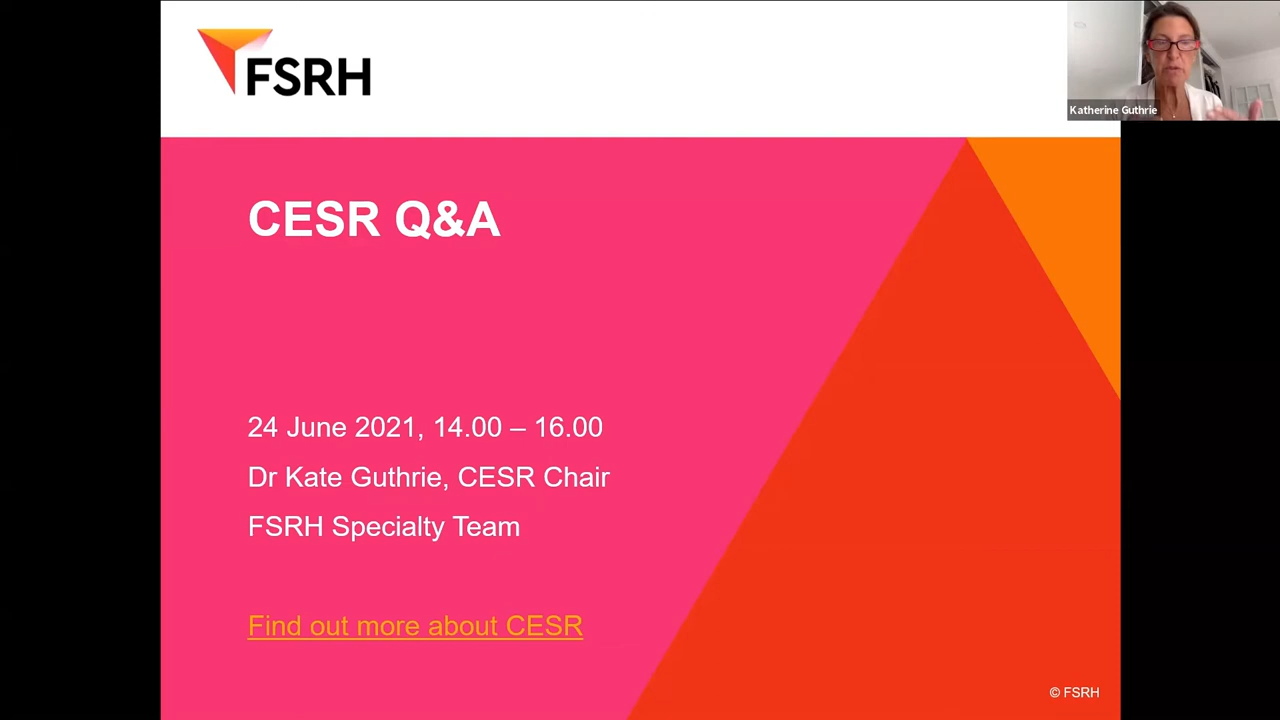 FSRH
Katherine Guthrie
CESR Q&A
24 June 2021, 14.00 – 16.00
Dr Kate Guthrie, CESR Chair
FSRH Specialty Team
Find out more about CESR
© FSRH